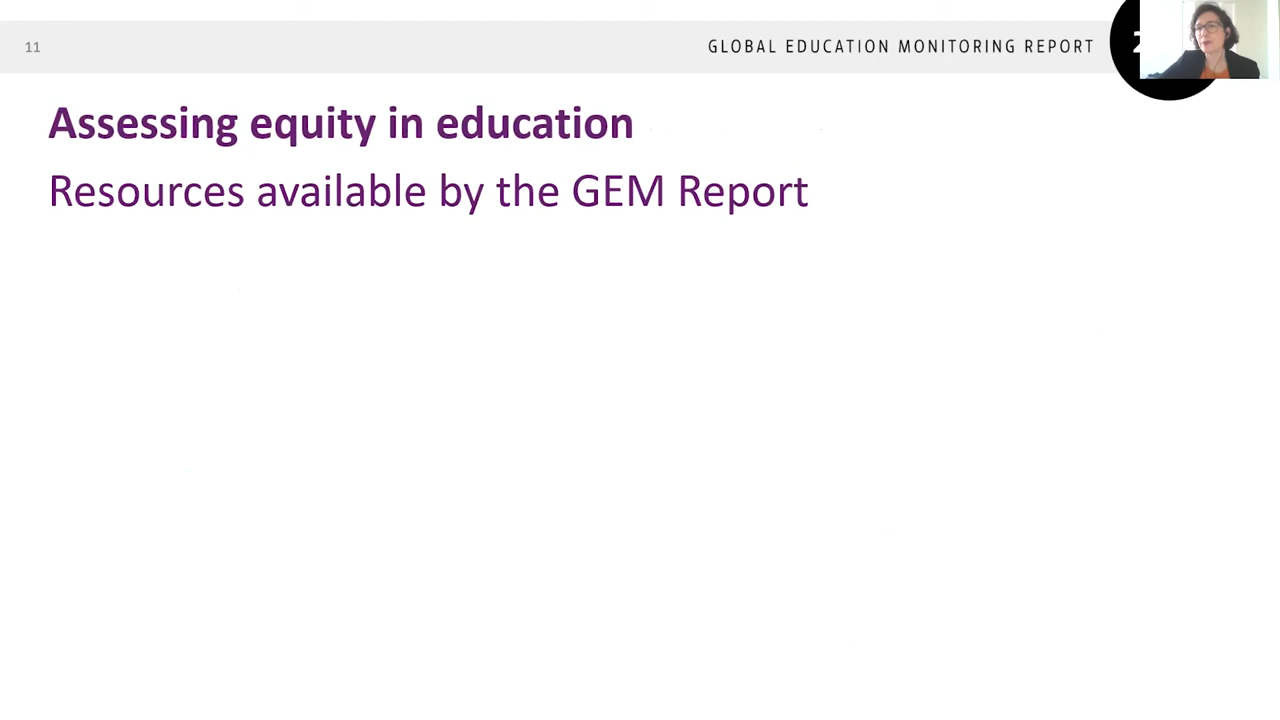 11
GLOBAL EDUCATION MONITORING REPORT
Assessing equity in education
Resources available by the GEM Report